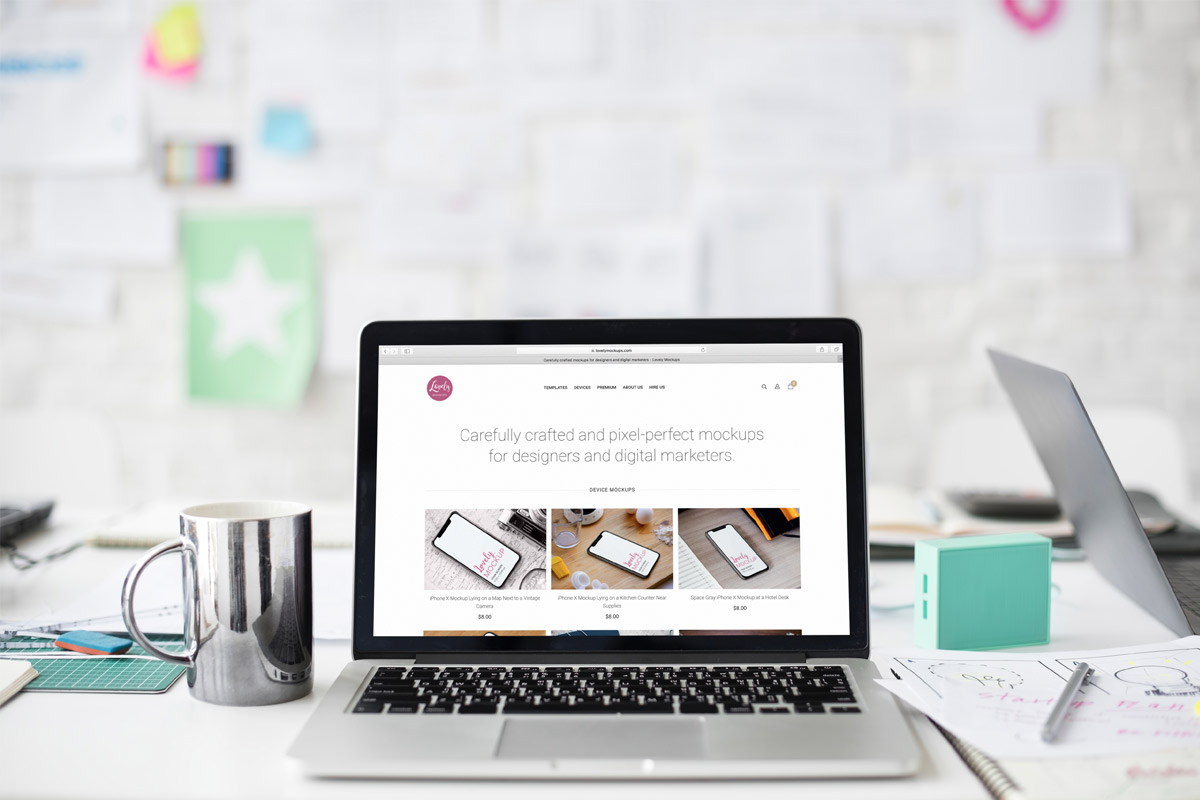 lovelymockups.com
Carefully crafted mockups for designers and digital marketers – Lovely Mockups
Lovely
TEMPLATES DEVICES PREMIUM ABOUT US HIRE US
Carefully crafted and pixel-perfect mockups
for designers and digital marketers.
DEVICE MOCKUPS
Lovely
MOCKUP
Lovely
MOCKUP
Lovely
MOCKUP
iPhone X Mockup Lying on a Map Next to a Vintage
Camera
$8.00
iPhone X Mockup Lying on a Kitchen Counter Near
Supplies
$8.00
Space Gray iPhone X Mockup at a Hotel Desk
$8.00